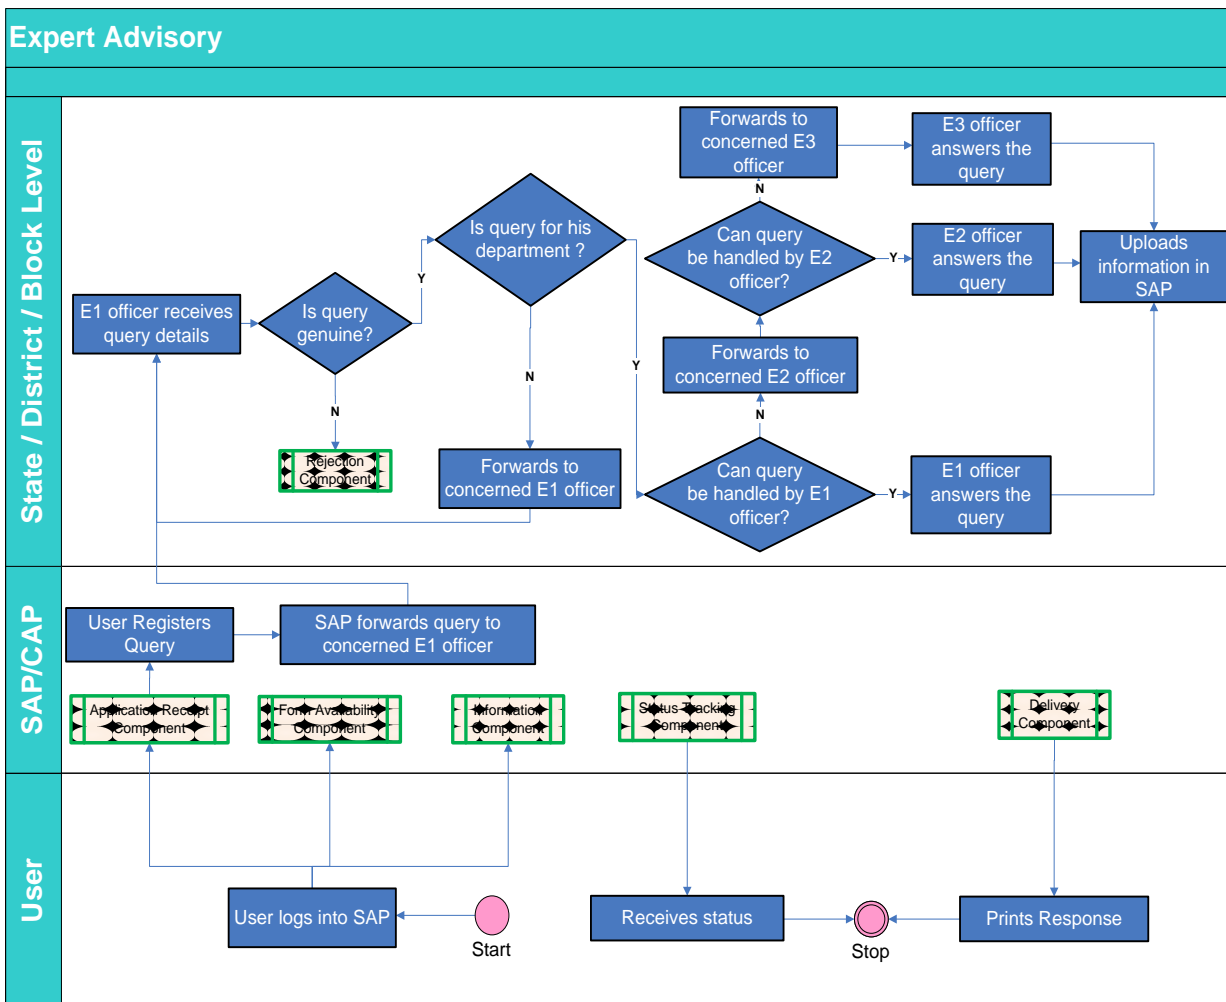 Expert Advisory
State / District / Block Level
Forwards to
concerned E3
officer
E3 officer
answers the
query
N
Is query for his
department ?
Can query
be handled by E2
officer?
Y
E2 officer
answers the
query
Uploads
information in
SAP
E1 officer receives
query details
Is query
genuine?
Y
N
N
Y
Forwards to
concerned E2 officer
N
Rejection
Component
Forwards to
concerned E1 officer
Can query
be handled by E1
officer?
Y
E1 officer
answers the
query
SAP/CAP
User Registers
Query
SAP forwards query to
concerned E1 officer
Application Receipt
Component
Form Availability
Component
Information
Component
Status Tracking
Component
Delivery
Component
User
User logs into SAP
Start
Receives status
Stop
Prints Response